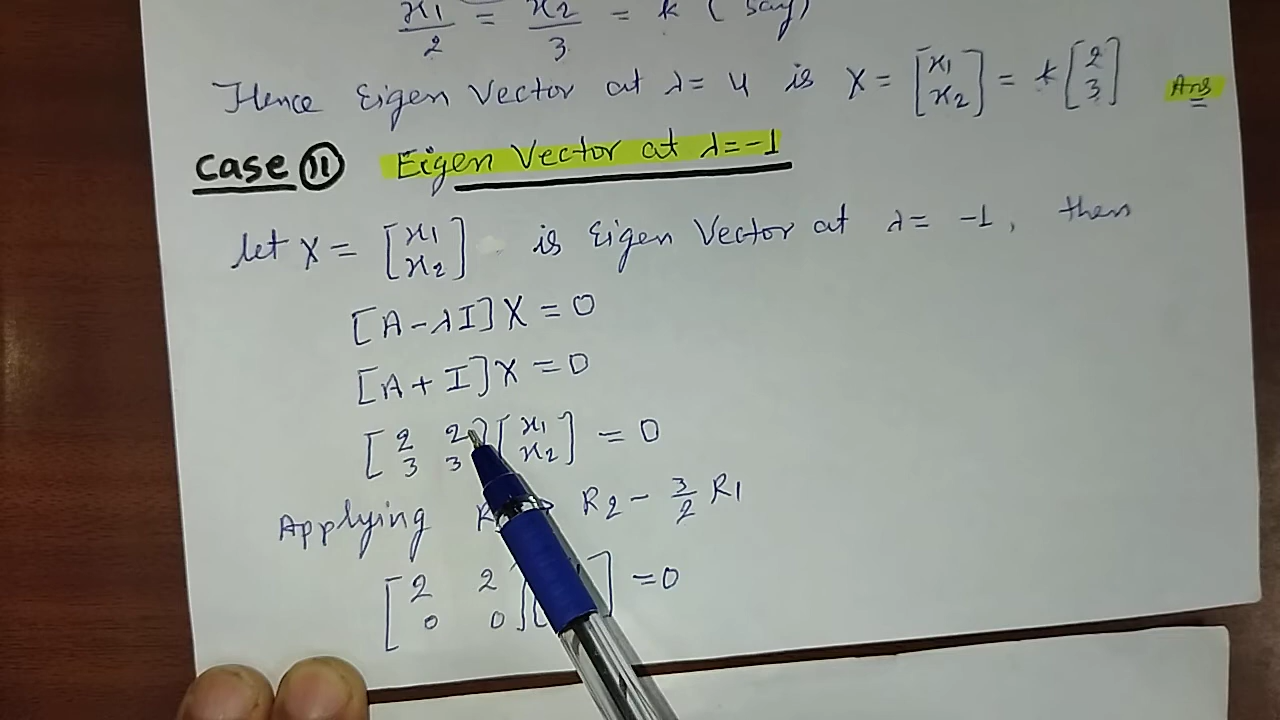 x1/2 = x2/3 = k ( Say)
Hence Eigen Vector at λ= 4 is X = [x1 x2] = k [2 3] Ans
Case II Eigen Vector at λ=-1
let X = [x1 x2] is Eigen Vector at λ= -1, then
[A-λI] X = 0
[A+I] X = 0
[2 2 3 3] [x1 x2] = 0
Applying R2 - 3/2 R1
[2 2 0 0] = 0